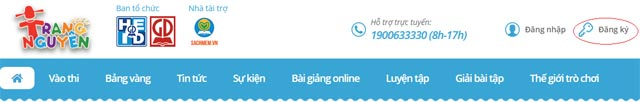 Ban tổ chức
Nhà tài trợ
TRẠNG NGUYÊN
SACHMEM.VN
Hỗ trợ trực tuyến:
1900633330 (8h-17h)
Đăng nhập
Đăng ký
Vào thi
Bảng vàng
Tin tức
Sự kiện
Bài giảng online
Luyện tập
Giải bài tập
Thế giới trò chơi